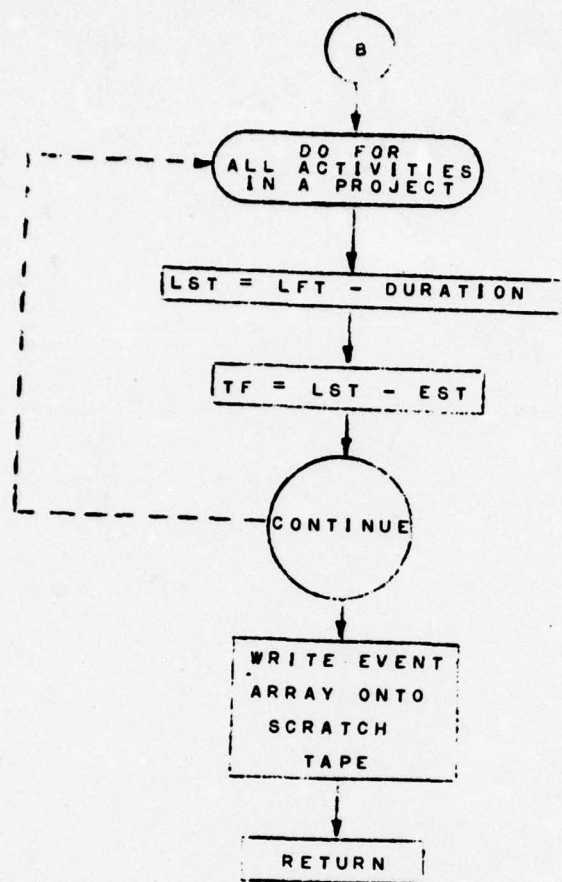 B
DO FOR
ALL ACTIVITIES
IN A PROJECT
LST = LFT - DURATION
TF = LST - EST
CONTINUE
WRITE EVENT
ARRAY ONTO
SCRATCH
TAPE
RETURN